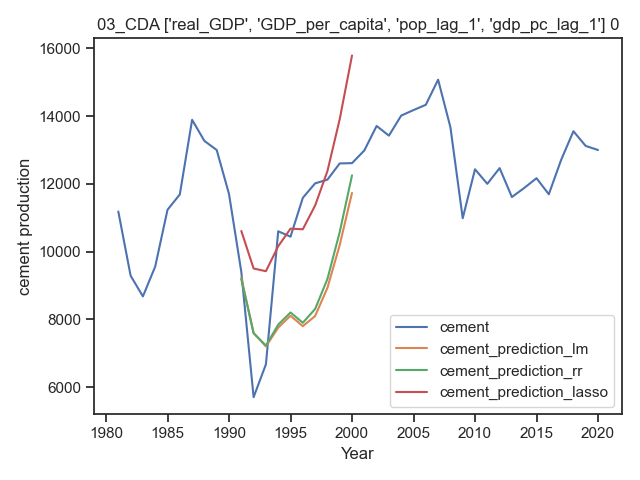 03_CDA ['real_GDP', 'GDP_per_capita', 'pop_lag_1', 'gdp_pc_lag_1'] 0
16000
14000
12000
10000
8000
6000
cement production
cement
cement_prediction_lm
cement_prediction_rr
cement_prediction_lasso
1980 1985 1990 1995 2000 2005 2010 2015 2020
Year